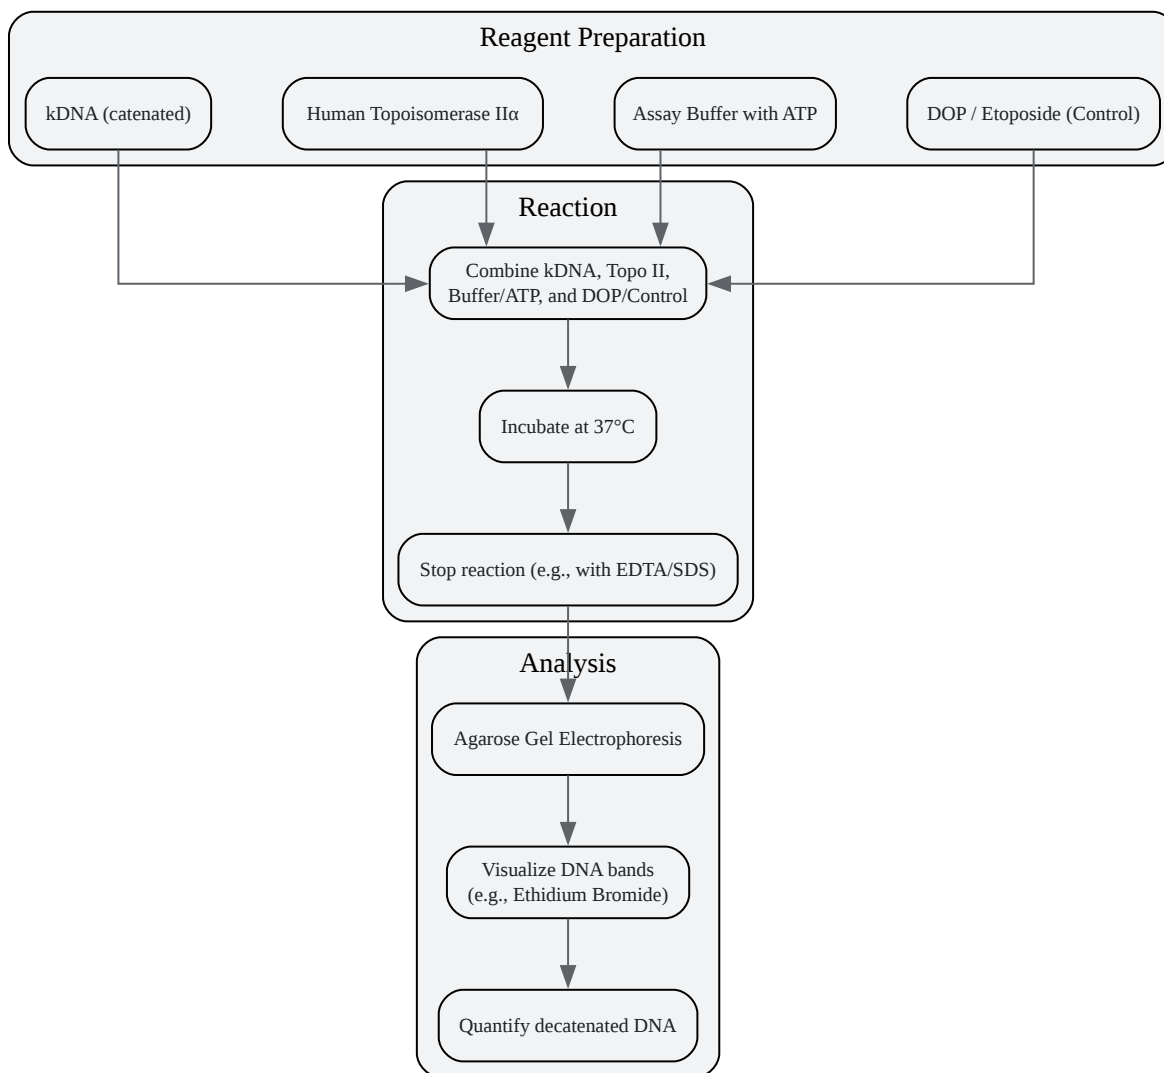 Reagent Preparation
kDNA (catenated)
Human Topoisomerase IIα
Assay Buffer with ATP
DOP / Etoposide (Control)
Reaction
Combine kDNA, Topo II,
Buffer/ATP, and DOP/Control
Incubate at 37°C
Stop reaction (e.g., with EDTA/SDS)
Analysis
Agarose Gel Electrophoresis
Visualize DNA bands
(e.g., Ethidium Bromide)
Quantify decatenated DNA